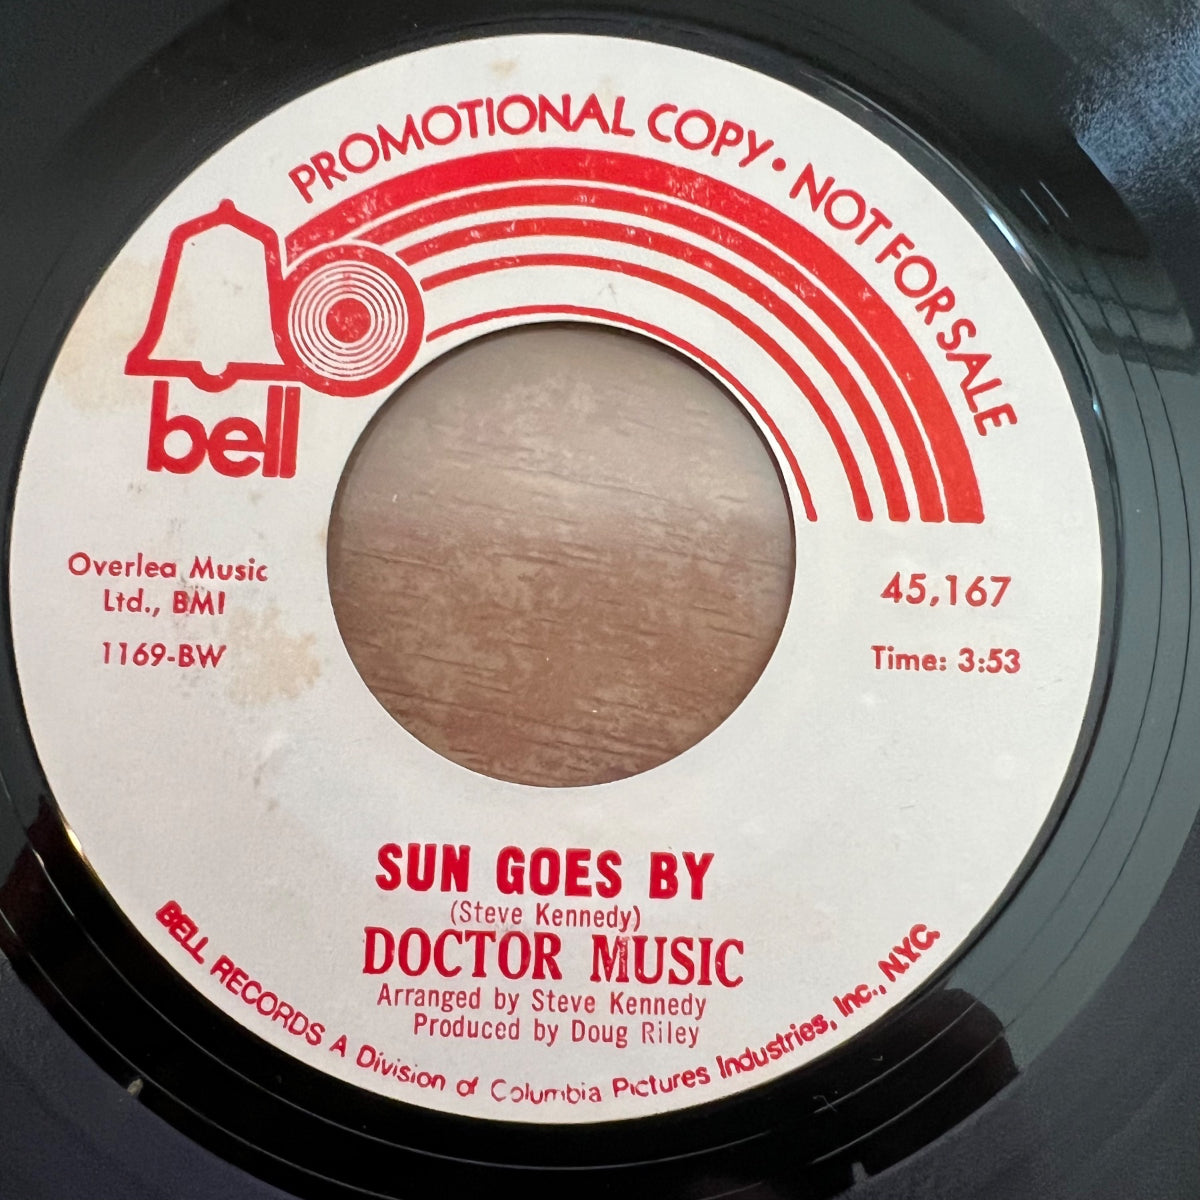 PROMOTIONAL COPY • NOT FOR SALE
bell
Overlea Music
Ltd., BMI
1169-BW
45,167
Time: 3:53
SUN GOES BY
(Steve Kennedy)
DOCTOR MUSIC
Arranged by Steve Kennedy
Produced by Doug Riley
BELL RECORDS A Division of Columbia Pictures Industries, Inc., N.Y.C.